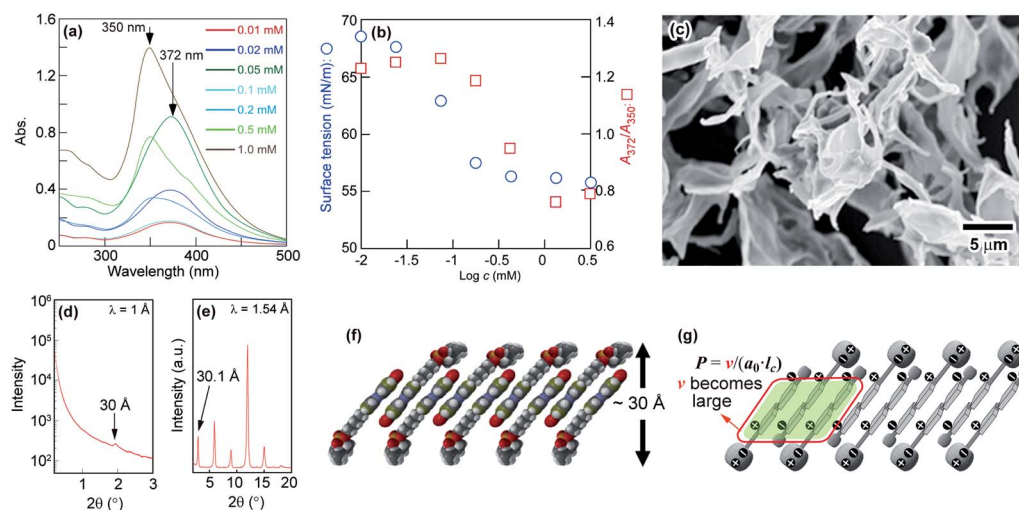 (a)
350 nm
372 nm
0.01 mM
0.02 mM
0.05 mM
0.1 mM
0.2 mM
0.5 mM
1.0 mM
1.6
1.2
0.8
0.4
0
Abs.
300
400
500
Wavelength (nm)
(b)
70
65
60
55
50
Surface tension (mN/m):
1.4
1.2
1.0
0.8
0.6
A372/A350:
-2
-1.5
-1
-0.5
0
0.5
Log c (mM)
(c)
5 μm
(d)
λ = 1 Å
10⁶
10⁵
10⁴
10³
10²
Intensity
30 Å
1
2
3
2θ (°)
(e)
λ = 1.54 Å
Intensity (a.u.)
30.1 Å
5
10
15
20
2θ (°)
(f)
~ 30 Å
(g)
P = v/(a₀·lc)
v becomes
large